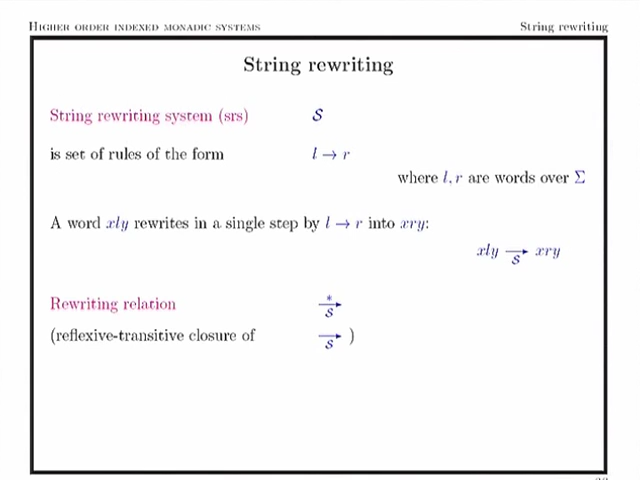 Higher order indexed monadic systems
String rewriting
String rewriting
String rewriting system (srs) 𝒮
is set of rules of the form l → r
where l, r are words over Σ
A word xly rewrites in a single step by l → r into xry:
xly →𝒮 xry
Rewriting relation *→𝒮
(reflexive-transitive closure of →𝒮 )